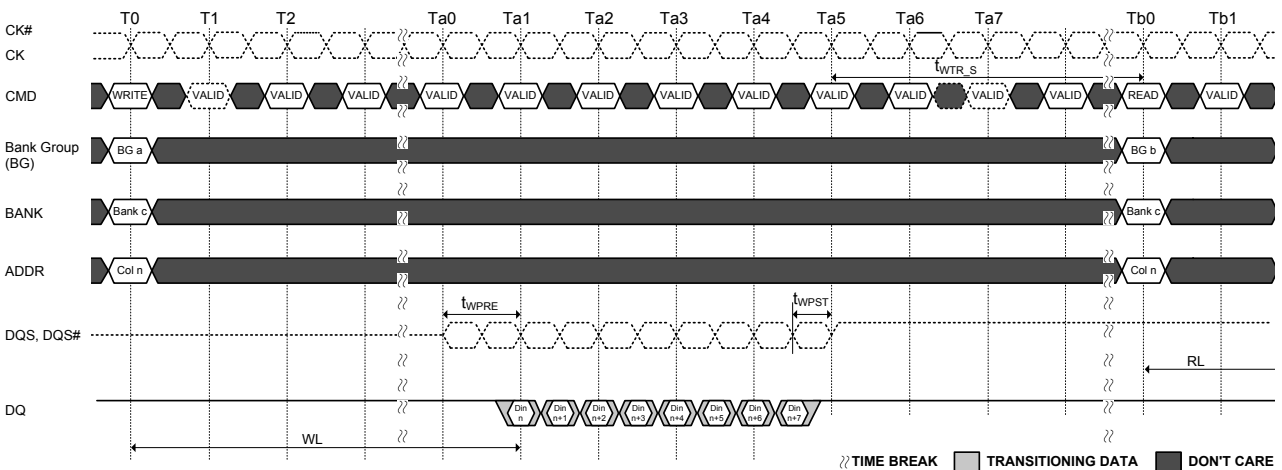 T0 T1 T2 Ta0 Ta1 Ta2 Ta3 Ta4 Ta5 Ta6 Ta7 Tb0 Tb1
CK#
CK
tWTR_S
CMD WRITE VALID VALID VALID VALID VALID VALID VALID VALID VALID VALID VALID VALID READ VALID
Bank Group
(BG)
BG a BG b
BANK Bank c Bank c
ADDR Col n Col n
tWPRE tWPST
DQS, DQS#
RL
DQ Din n Din n+1 Din n+2 Din n+3 Din n+4 Din n+5 Din n+6 Din n+7
WL
TIME BREAK TRANSITIONING DATA DON'T CARE